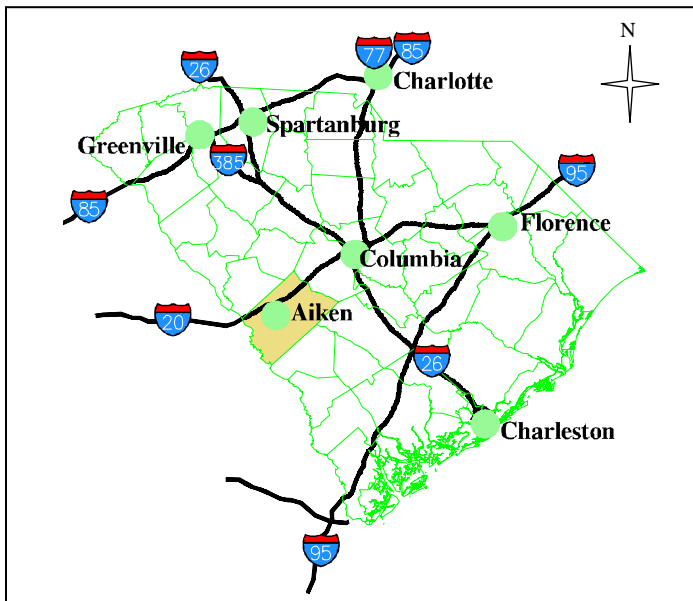 N
77
85
26
Charlotte
Spartanburg
Greenville
385
95
85
Florence
Columbia
Aiken
20
26
Charleston
95